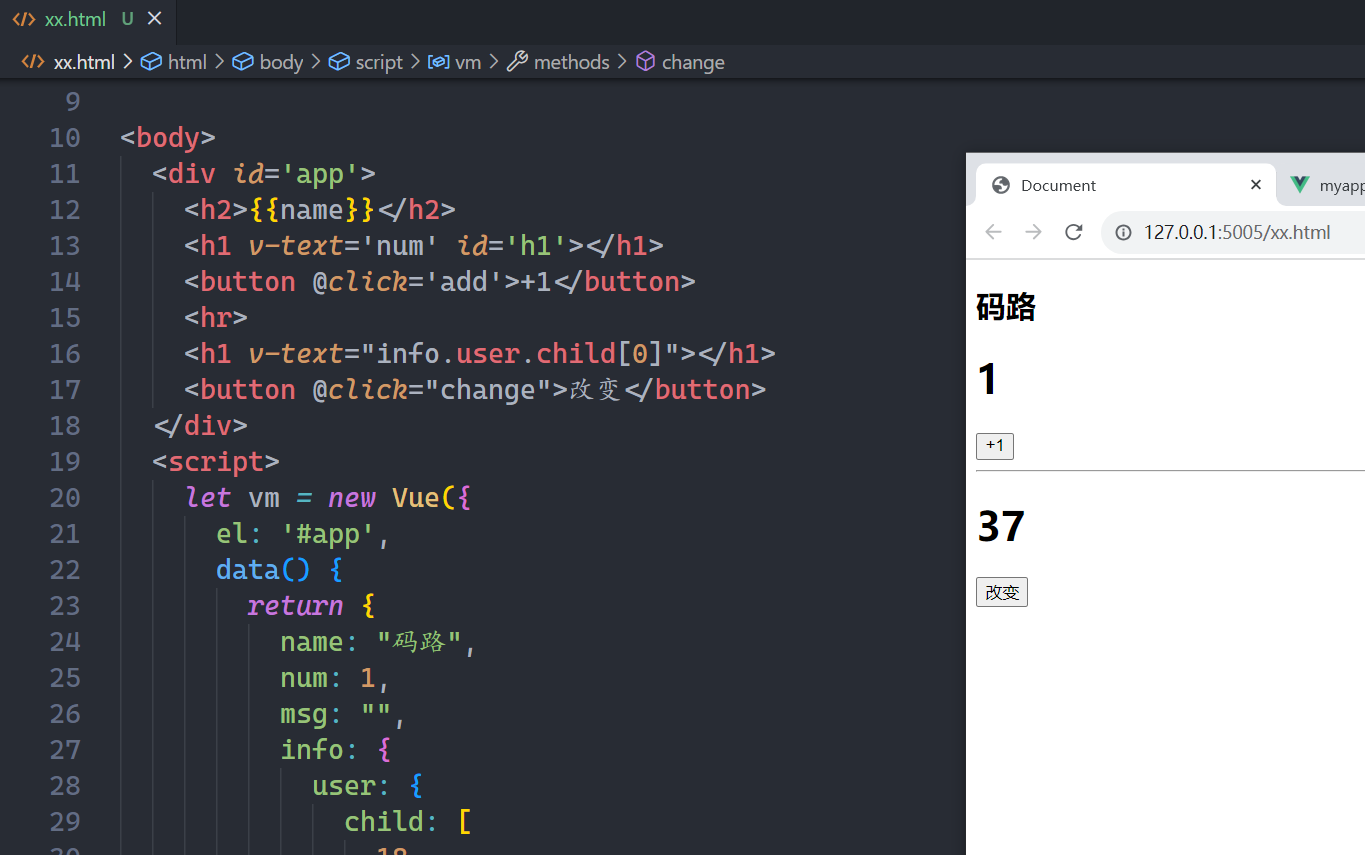 xx.html U
xx.html > html > body > script > vm > methods > change
9
10 <body>
11 <div id='app'>
12 <h2>{{name}}</h2>
13 <h1 v-text='num' id='h1'></h1>
14 <button @click='add'>+1</button>
15 <hr>
16 <h1 v-text="info.user.child[0]"></h1>
17 <button @click="change">改变</button>
18 </div>
19 <script>
20 let vm = new Vue({
21 el: '#app',
22 data() {
23 return {
24 name: "码路",
25 num: 1,
26 msg: "",
27 info: {
28 user: {
29 child: [
Document
myapp
127.0.0.1:5005/xx.html
码路
1
+1
37
改变